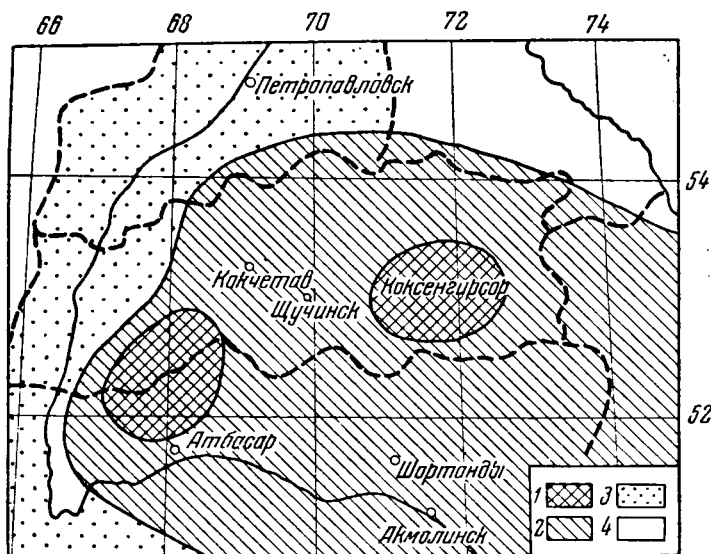 66 68 70 72 74
Петропавловск
54
Кокчетав
Щучинск
Коксенгирсор
52
Атбасар
Шортанды
Акмолинск
1 3
2 4